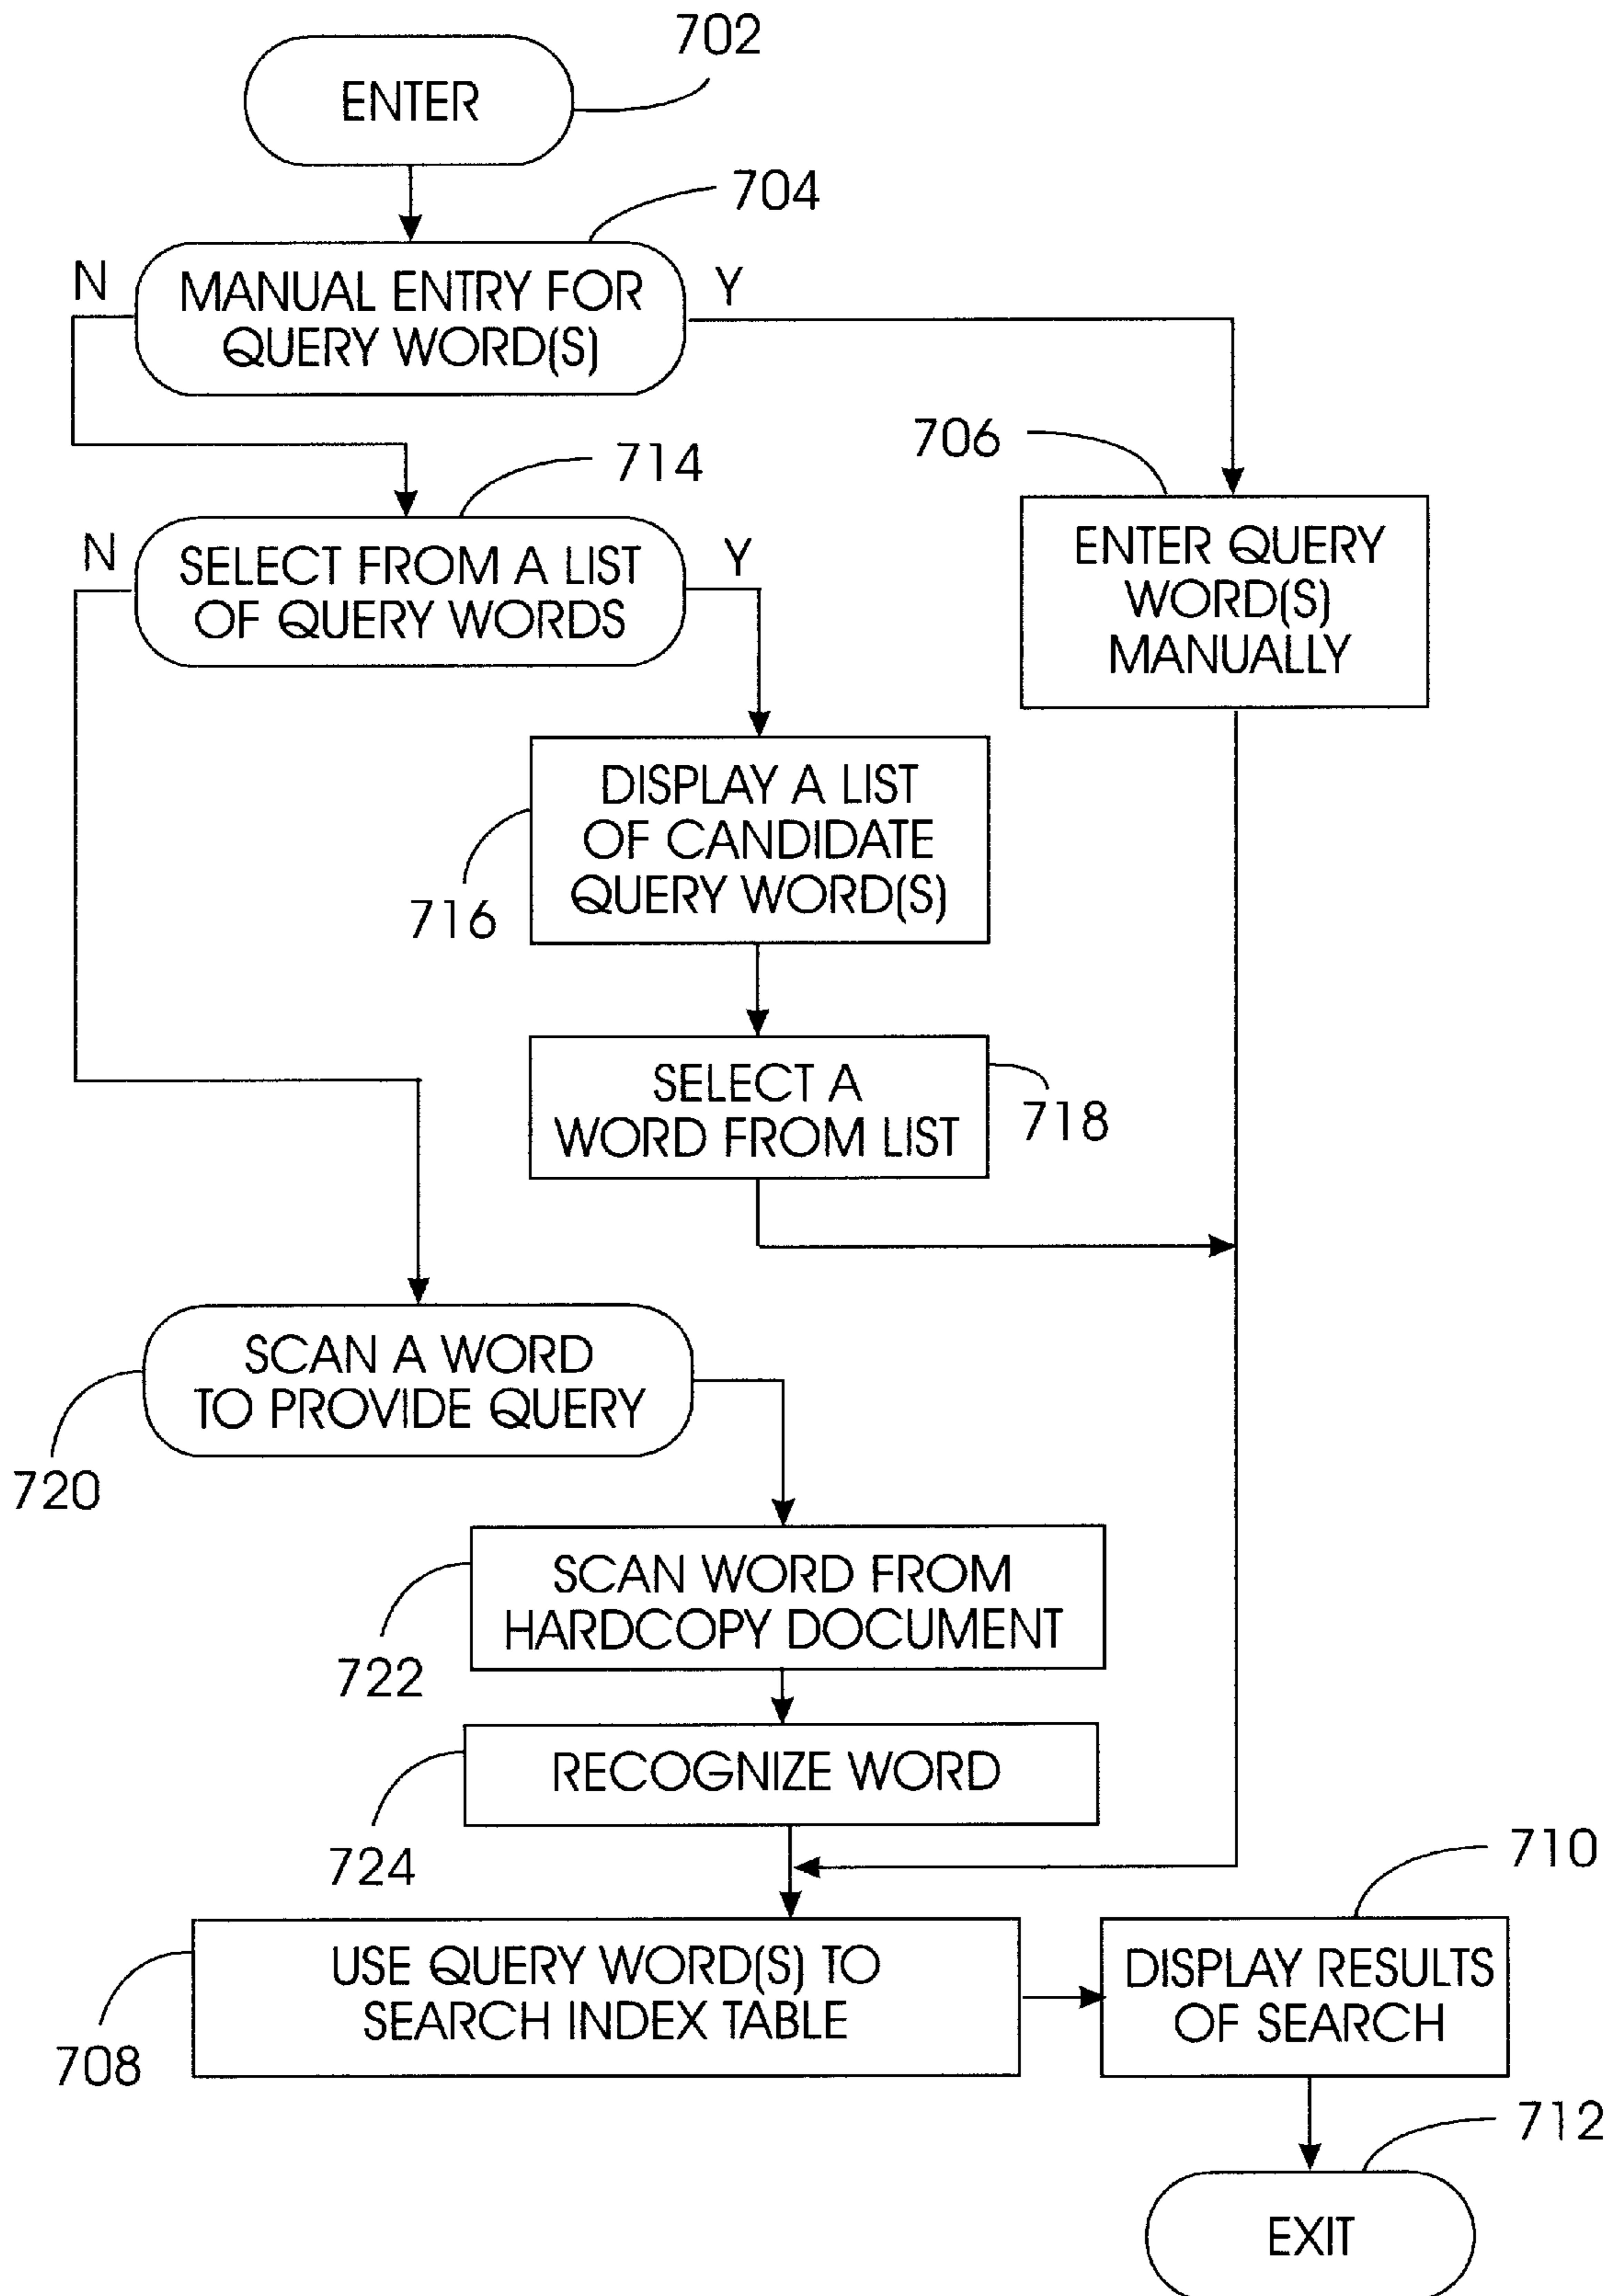 702
ENTER
704
N
MANUAL ENTRY FOR
QUERY WORD(S)
Y
714
706
N
SELECT FROM A LIST
OF QUERY WORDS
Y
ENTER QUERY
WORD(S)
MANUALLY
DISPLAY A LIST
OF CANDIDATE
QUERY WORD(S)
716
SELECT A
WORD FROM LIST
718
SCAN A WORD
TO PROVIDE QUERY
720
SCAN WORD FROM
HARDCOPY DOCUMENT
722
RECOGNIZE WORD
724
710
USE QUERY WORD(S) TO
SEARCH INDEX TABLE
708
DISPLAY RESULTS
OF SEARCH
712
EXIT